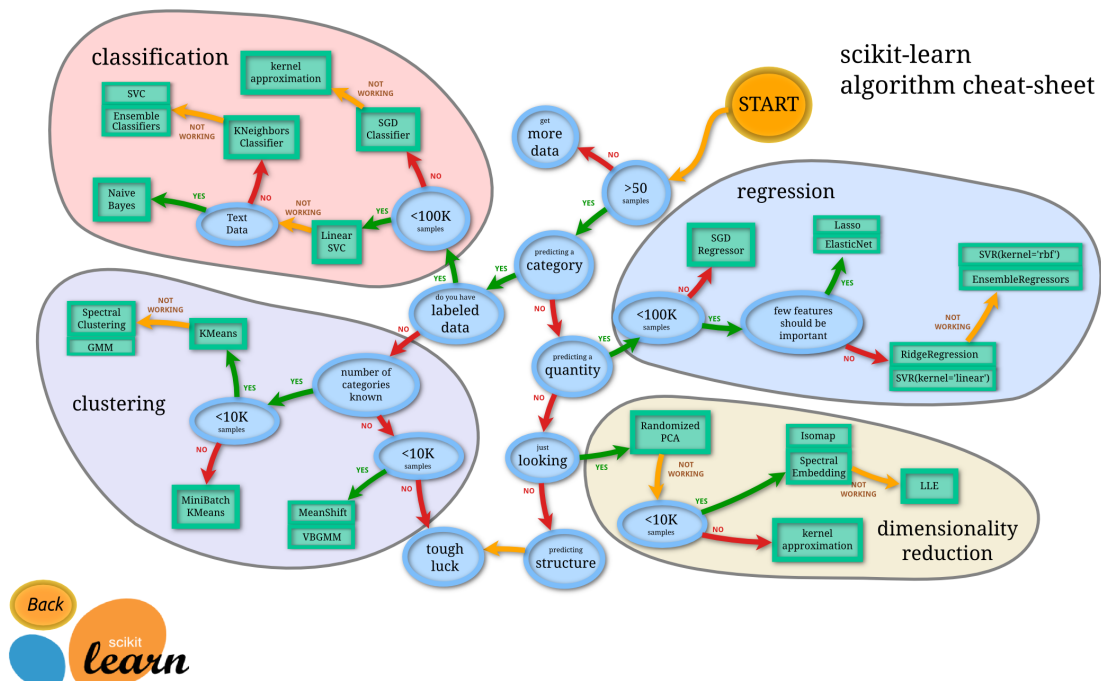 scikit-learn
algorithm cheat-sheet
START
classification
kernel
approximation
NOT
WORKING
SVC
Ensemble
Classifiers
NOT
WORKING
KNeighbors
Classifier
SGD
Classifier
NO
Naive
Bayes
YES
Text
Data
NO
NOT
WORKING
Linear
SVC
YES
<100K
samples
YES
get
more
data
NO
>50
samples
YES
predicting a
category
YES
do you have
labeled
data
NO
NO
regression
SGD
Regressor
NO
<100K
samples
YES
YES
Lasso
ElasticNet
YES
few features
should be
important
NO
SVR(kernel='rbf')
EnsembleRegressors
NOT
WORKING
RidgeRegression
SVR(kernel='linear')
predicting a
quantity
NO
clustering
Spectral
Clustering
GMM
NOT
WORKING
KMeans
YES
number of
categories
known
YES
NO
<10K
samples
NO
MiniBatch
KMeans
<10K
samples
YES
NO
MeanShift
VBGMM
just
looking
YES
NO
tough
luck
predicting
structure
Randomized
PCA
NOT
WORKING
<10K
samples
YES
NO
Isomap
Spectral
Embedding
NOT
WORKING
LLE
kernel
approximation
dimensionality
reduction
Back
scikit
learn